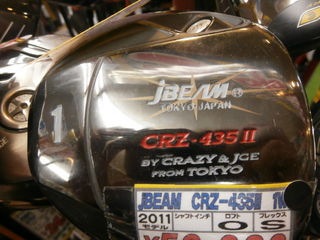 JBEAM
TOKYO JAPAN
1
CRZ-435 II
BY CRAZY & JGE
FROM TOKYO
JBEAM CRZ-435Ⅱ 1W
2011 モデル シャフトインチ ロフト フレックス
O S